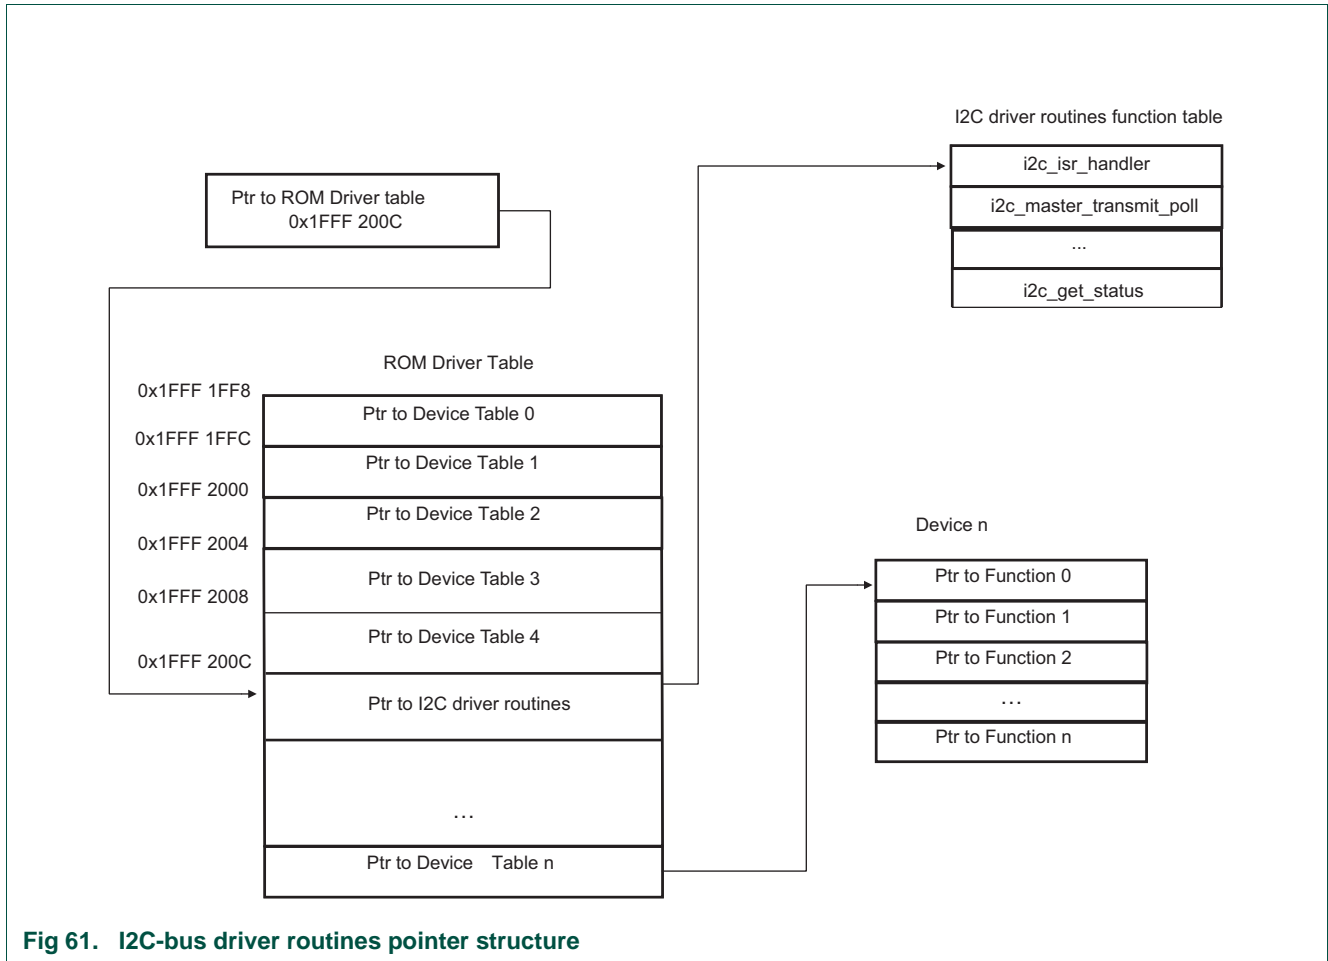 I2C driver routines function table
i2c_isr_handler
i2c_master_transmit_poll
...
i2c_get_status
Ptr to ROM Driver table
0x1FFF 200C
ROM Driver Table
0x1FFF 1FF8
Ptr to Device Table 0
0x1FFF 1FFC
Ptr to Device Table 1
0x1FFF 2000
Ptr to Device Table 2
0x1FFF 2004
Ptr to Device Table 3
0x1FFF 2008
Ptr to Device Table 4
0x1FFF 200C
Ptr to I2C driver routines
...
Ptr to Device Table n
Device n
Ptr to Function 0
Ptr to Function 1
Ptr to Function 2
...
Ptr to Function n
Fig 61. I2C-bus driver routines pointer structure